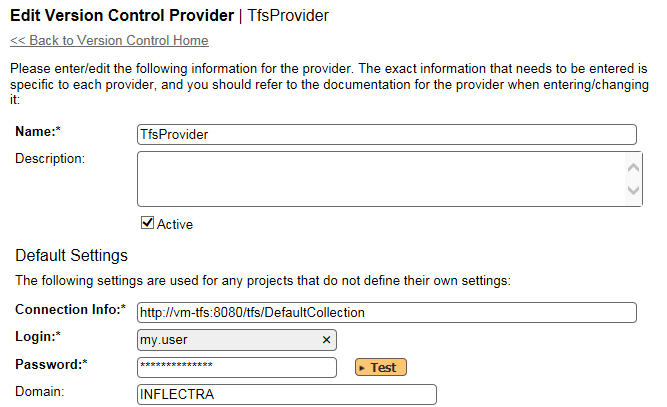 Edit Version Control Provider | TfsProvider
<< Back to Version Control Home
Please enter/edit the following information for the provider. The exact information that needs to be entered is
specific to each provider, and you should refer to the documentation for the provider when entering/changing
it:
Name:* TfsProvider
Description:
Active
Default Settings
The following settings are used for any projects that do not define their own settings:
Connection Info:* http://vm-tfs:8080/tfs/DefaultCollection
Login:* my.user ×
Password:* ************** Test
Domain: INFLECTRA